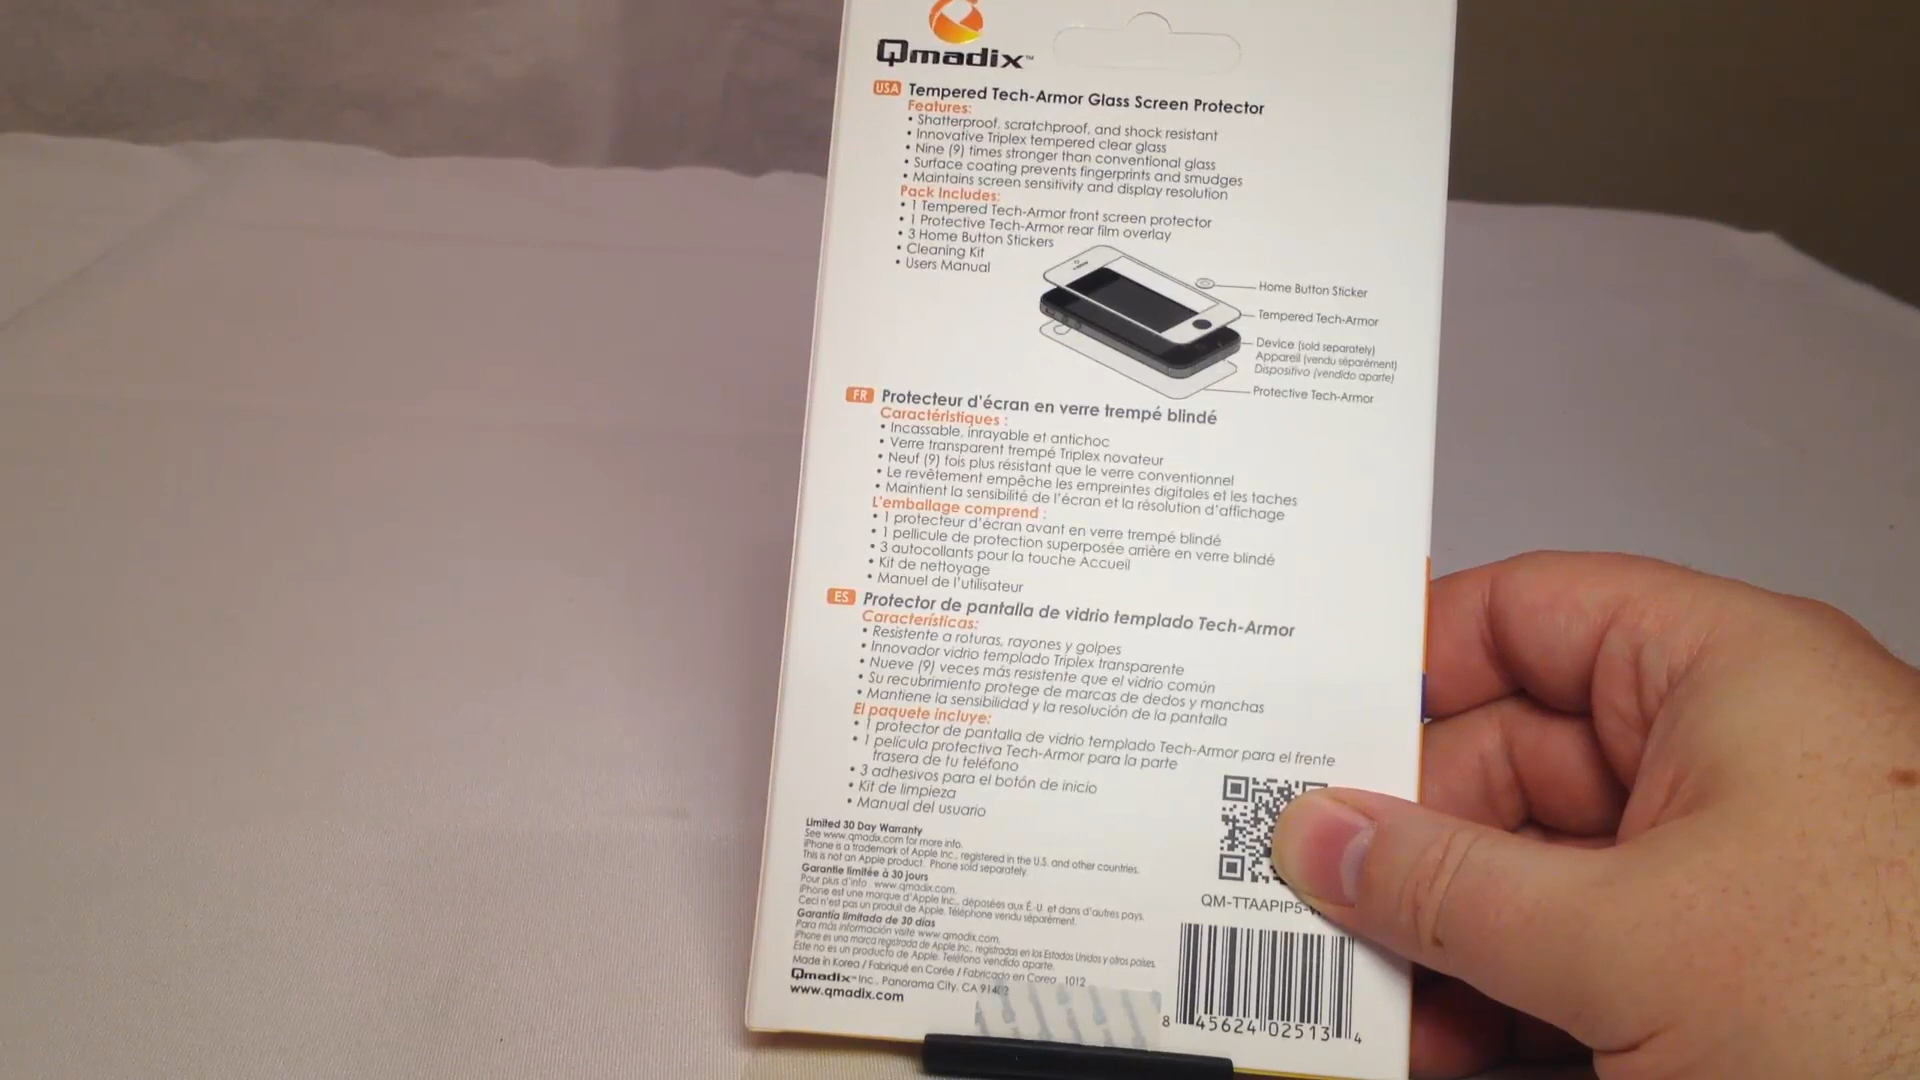 Qmadix™
USA Tempered Tech-Armor Glass Screen Protector
Features:
• Shatterproof, scratchproof, and shock resistant
• Innovative Triplex tempered clear glass
• Nine (9) times stronger than conventional glass
• Surface coating prevents fingerprints and smudges
• Maintains screen sensitivity and display resolution
Pack Includes:
• 1 Tempered Tech-Armor front screen protector
• 1 Protective Tech-Armor rear film overlay
• 3 Home Button Stickers
• Cleaning Kit
• Users Manual
Home Button Sticker
Tempered Tech-Armor
Device (sold separately)
Appareil (vendu séparément)
Dispositivo (vendido aparte)
Protective Tech-Armor
FR Protecteur d'écran en verre trempé blindé
Caractéristiques :
• Incassable, inrayable et antichoc
• Verre transparent trempé Triplex novateur
• Neuf (9) fois plus résistant que le verre conventionnel
• Le revêtement empêche les empreintes digitales et les taches
• Maintient la sensibilité de l'écran et la résolution d'affichage
L'emballage comprend :
• 1 protecteur d'écran avant en verre trempé blindé
• 1 pellicule de protection superposée arrière en verre blindé
• 3 autocollants pour la touche Accueil
• Kit de nettoyage
• Manuel de l'utilisateur
ES Protector de pantalla de vidrio templado Tech-Armor
Características:
• Resistente a roturas, rayones y golpes
• Innovador vidrio templado Triplex transparente
• Nueve (9) veces más resistente que el vidrio común
• Su recubrimiento protege de marcas de dedos y manchas
• Mantiene la sensibilidad y la resolución de la pantalla
El paquete incluye:
• 1 protector de pantalla de vidrio templado Tech-Armor para el frente
• 1 película protectiva Tech-Armor para la parte
trasera de tu teléfono
• 3 adhesivos para el botón de inicio
• Kit de limpieza
• Manual del usuario
Limited 30 Day Warranty
See www.qmadix.com for more info.
iPhone is a trademark of Apple Inc., registered in the U.S. and other countries.
This is not an Apple product. Phone sold separately.
Garantie limitée à 30 jours
Pour plus d'info : www.qmadix.com.
iPhone est une marque d'Apple Inc., déposées aux É.-U. et dans d'autres pays.
Ceci n'est pas un produit de Apple. Téléphone vendu séparément.
Garantía limitada de 30 días
Para más información visite www.qmadix.com.
iPhone es una marca registrada de Apple Inc., registradas en los Estados Unidos y otros países.
Este no es un producto de Apple. Teléfono vendido aparte.
Made in Korea / Fabriqué en Corée / Fabricado en Corea 1012
Qmadix™ Inc., Panorama City, CA 91402
www.qmadix.com
QM-TTAAPIP5-
8 45624 02513 4